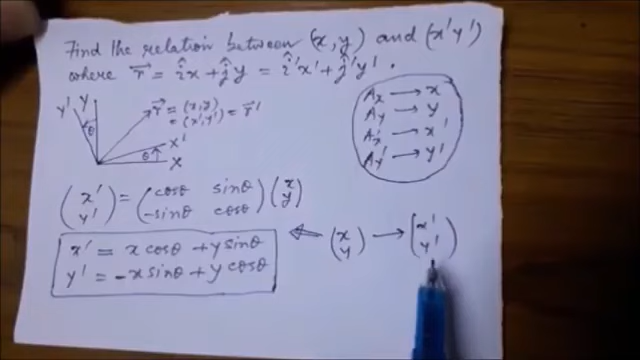 Find the relation between (x, y) and (x' y')
where r⃗ = îx + ĵy = î'x' + ĵ'y'.
y' y
θ
r⃗ = (x,y)
= (x',y') = r⃗'
x'
θ
x
Ax → x
Ay → y
Ax' → x'
Ay' → y'
(x' y') = (cosθ sinθ -sinθ cosθ) (x y)
x' = x cosθ + y sinθ
y' = -x sinθ + y cosθ
⇐ (x y) → (x' y')